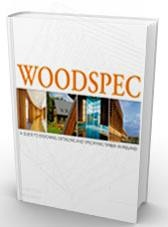 WOODSPEC
A GUIDE TO DESIGNING, DETAILING AND SPECIFYING TIMBER IN IRELAND